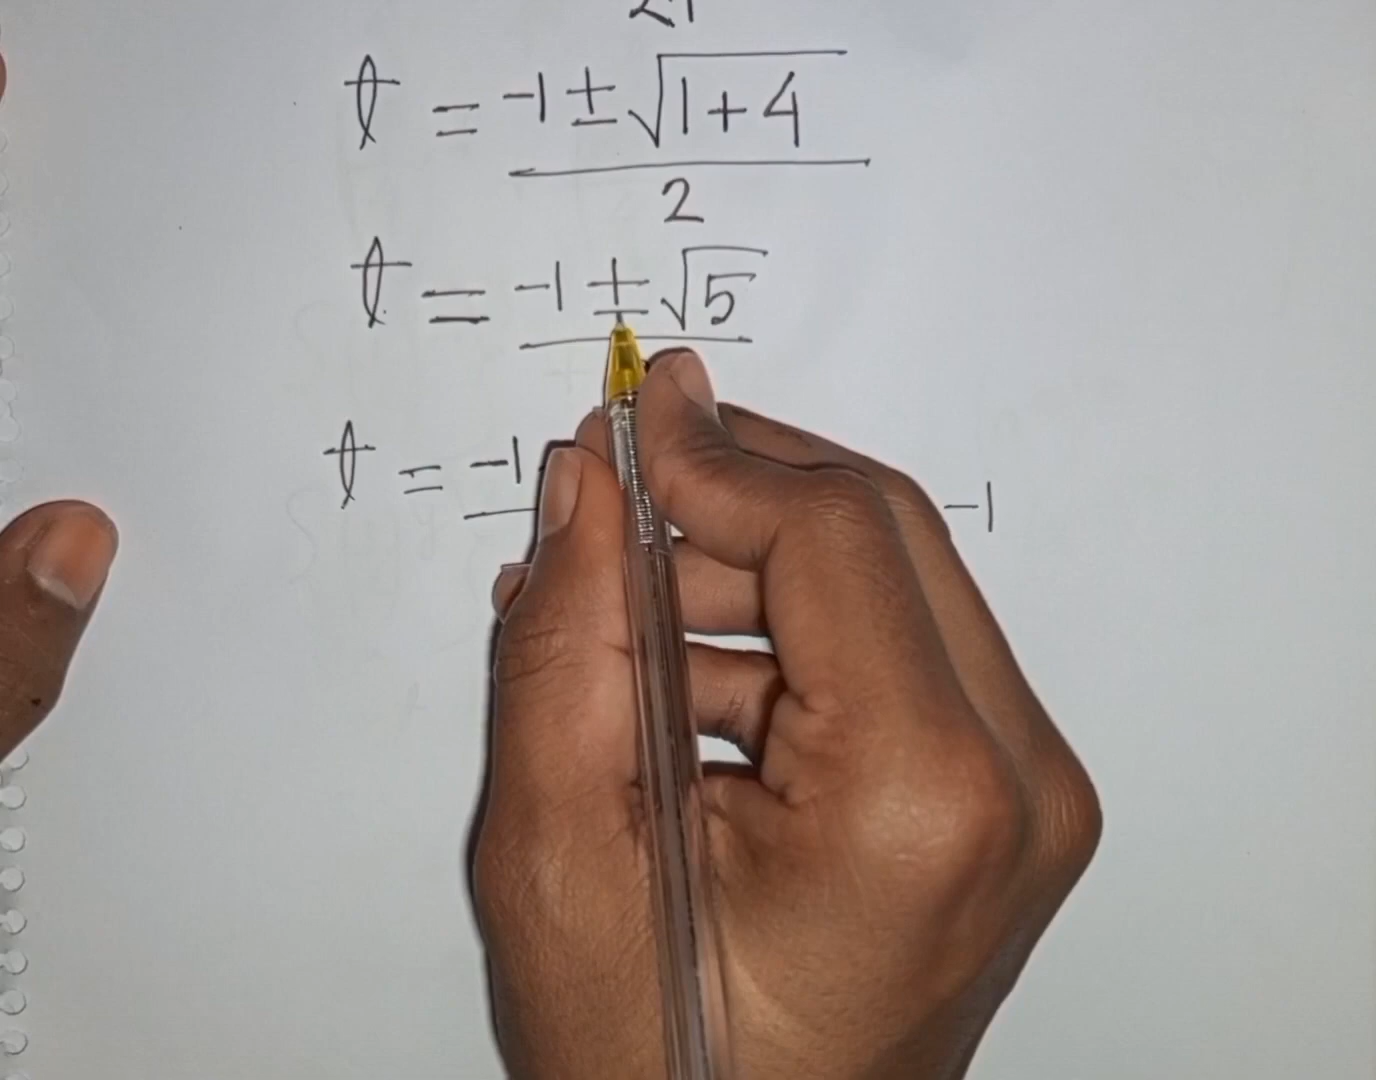 t = -1 ± √1+4
2
t = -1 ± √5
t = -1 -1